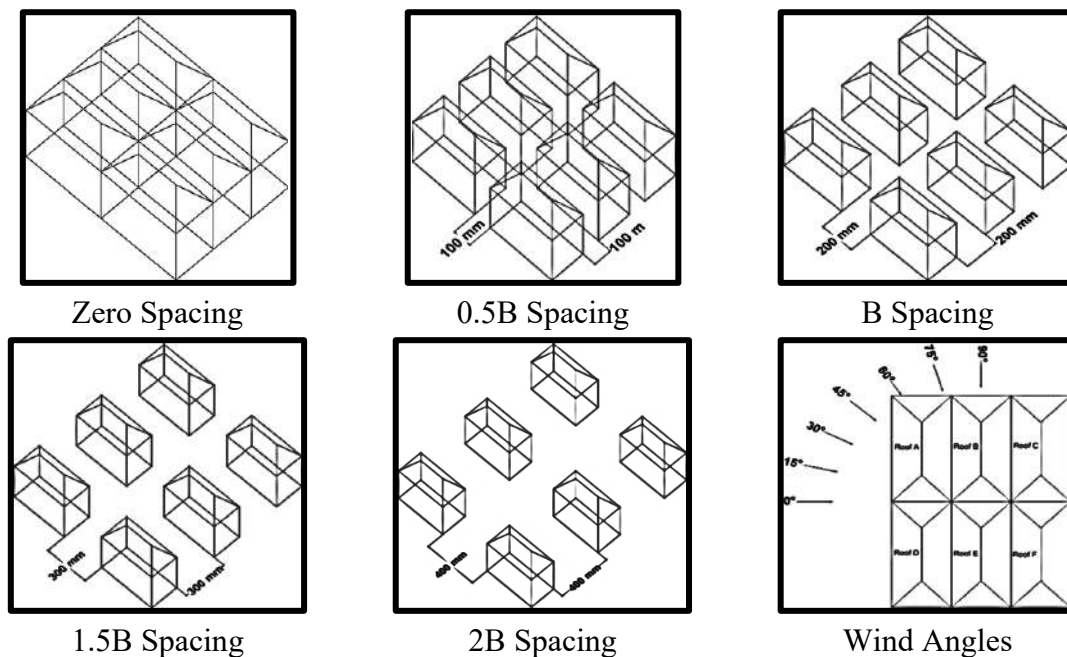 100 mm
100 m
200 mm
200 mm
Zero Spacing
0.5B Spacing
B Spacing
300 mm
300 mm
400 mm
400 mm
90°
75°
60°
45°
30°
15°
0°
Roof A
Roof B
Roof C
Roof D
Roof E
Roof F
1.5B Spacing
2B Spacing
Wind Angles